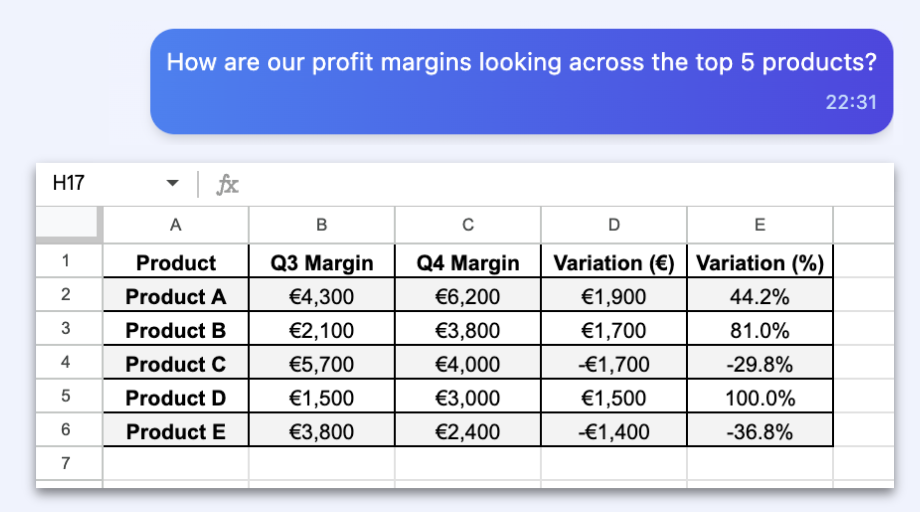 How are our profit margins looking across the top 5 products?
22:31
H17 fx
A B C D E
1 Product Q3 Margin Q4 Margin Variation (€) Variation (%)
2 Product A €4,300 €6,200 €1,900 44.2%
3 Product B €2,100 €3,800 €1,700 81.0%
4 Product C €5,700 €4,000 -€1,700 -29.8%
5 Product D €1,500 €3,000 €1,500 100.0%
6 Product E €3,800 €2,400 -€1,400 -36.8%
7